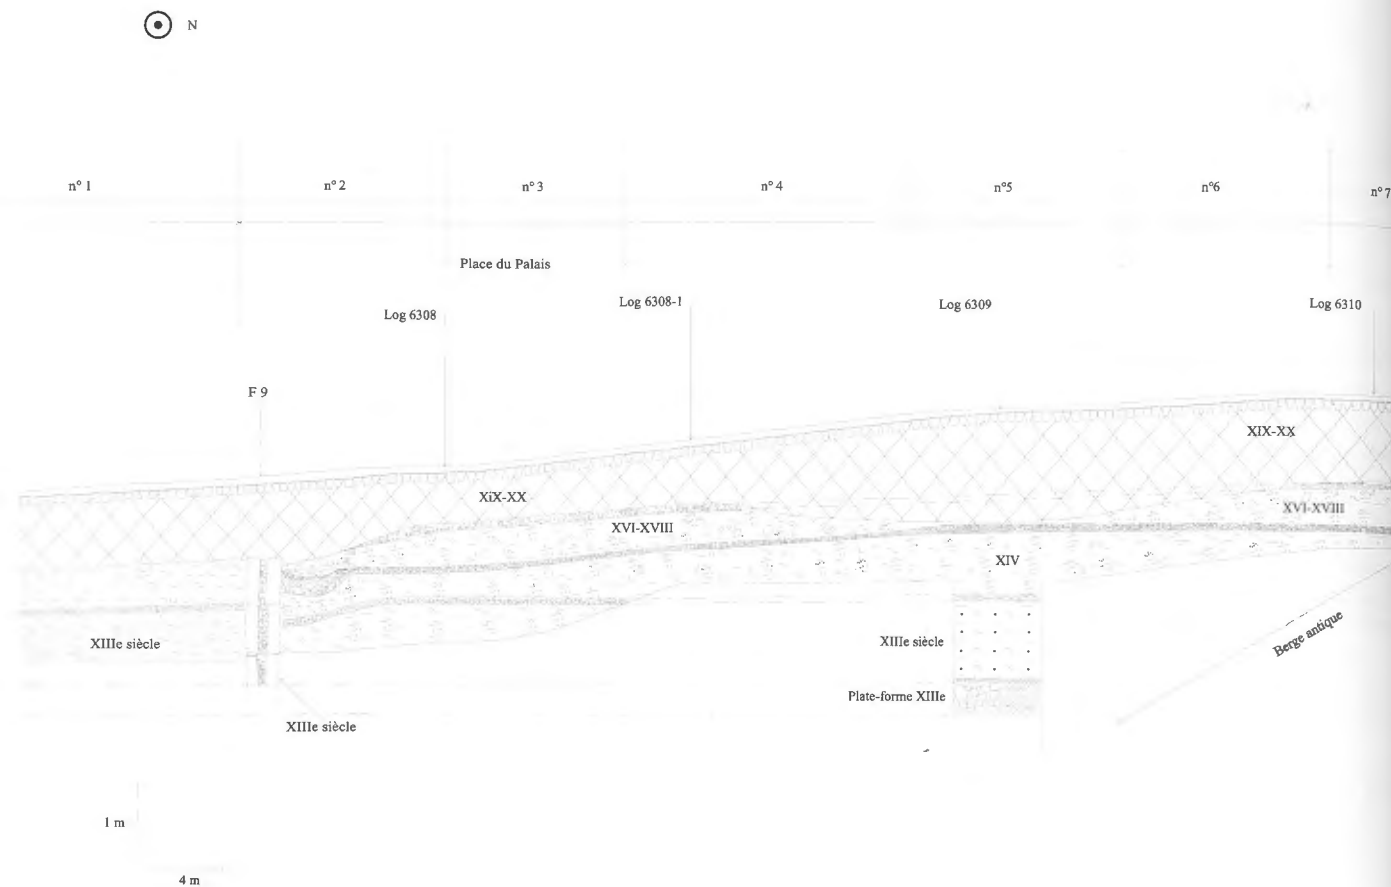 N
n° 1
n° 2
n° 3
n° 4
n°5
n°6
n° 7
Place du Palais
Log 6308
Log 6308-1
Log 6309
Log 6310
F 9
XIX-XX
XiX-XX
XVI-XVIII
XVI-XVIII
XIV
XIIIe siècle
XIIIe siècle
Berge antique
Plate-forme XIIIe
XIIIe siècle
1 m
4 m